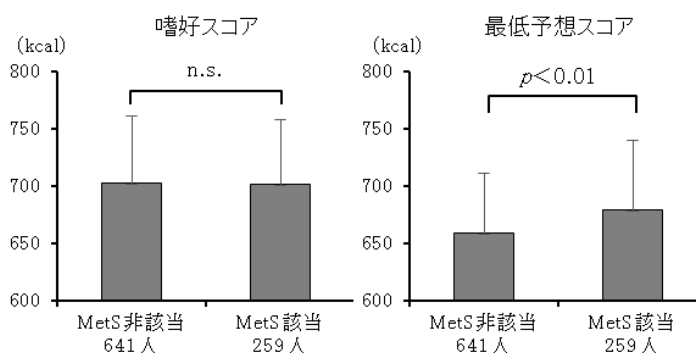 嗜好スコア
(kcal)
800
750
700
650
600
n.s.
MetS非該当
641人
MetS該当
259人
最低予想スコア
(kcal)
800
750
700
650
600
p＜0.01
MetS非該当
641人
MetS該当
259人